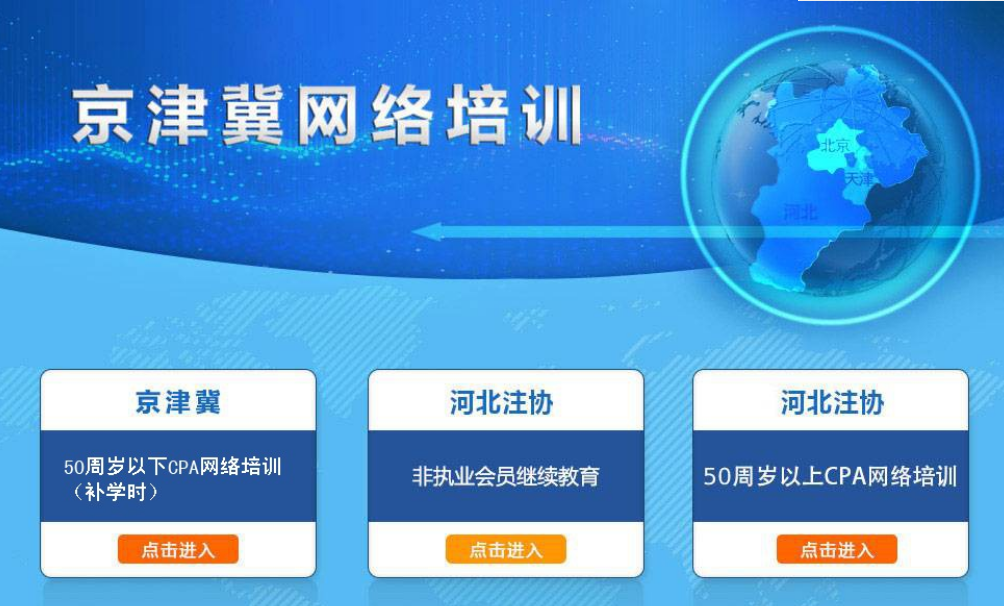 京津冀网络培训
北京
天津
河北
京津冀
50周岁以下CPA网络培训
（补学时）
点击进入
河北注协
非执业会员继续教育
点击进入
河北注协
50周岁以上CPA网络培训
点击进入